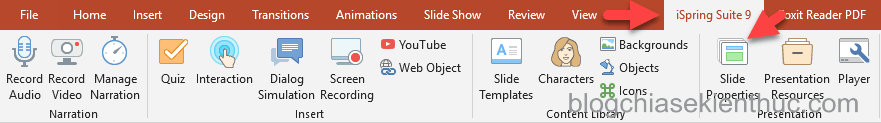 File Home Insert Design Transitions Animations Slide Show Review View iSpring Suite 9 Foxit Reader PDF
Record Audio
Record Video
Manage Narration
Quiz
Interaction
Dialog Simulation
Screen Recording
YouTube
Web Object
Slide Templates
Characters
Backgrounds
Objects
Icons
Slide Properties
Presentation Resources
Player
Narration Insert Content Library Presentation
blogchiasekienthuc.com